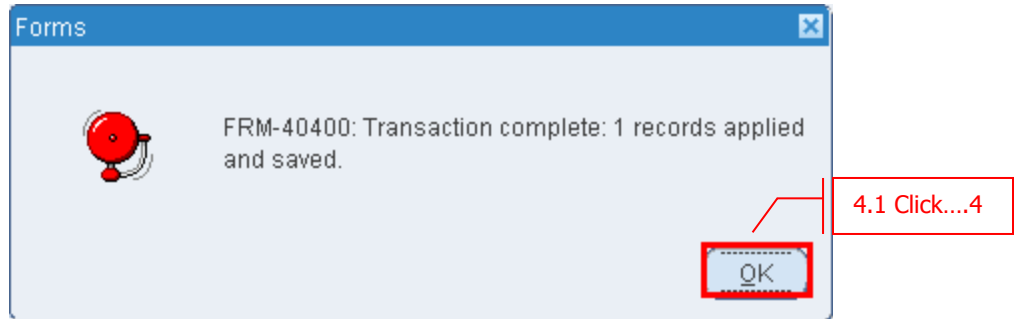 Forms
FRM-40400: Transaction complete: 1 records applied
and saved.
4.1 Click....4
OK